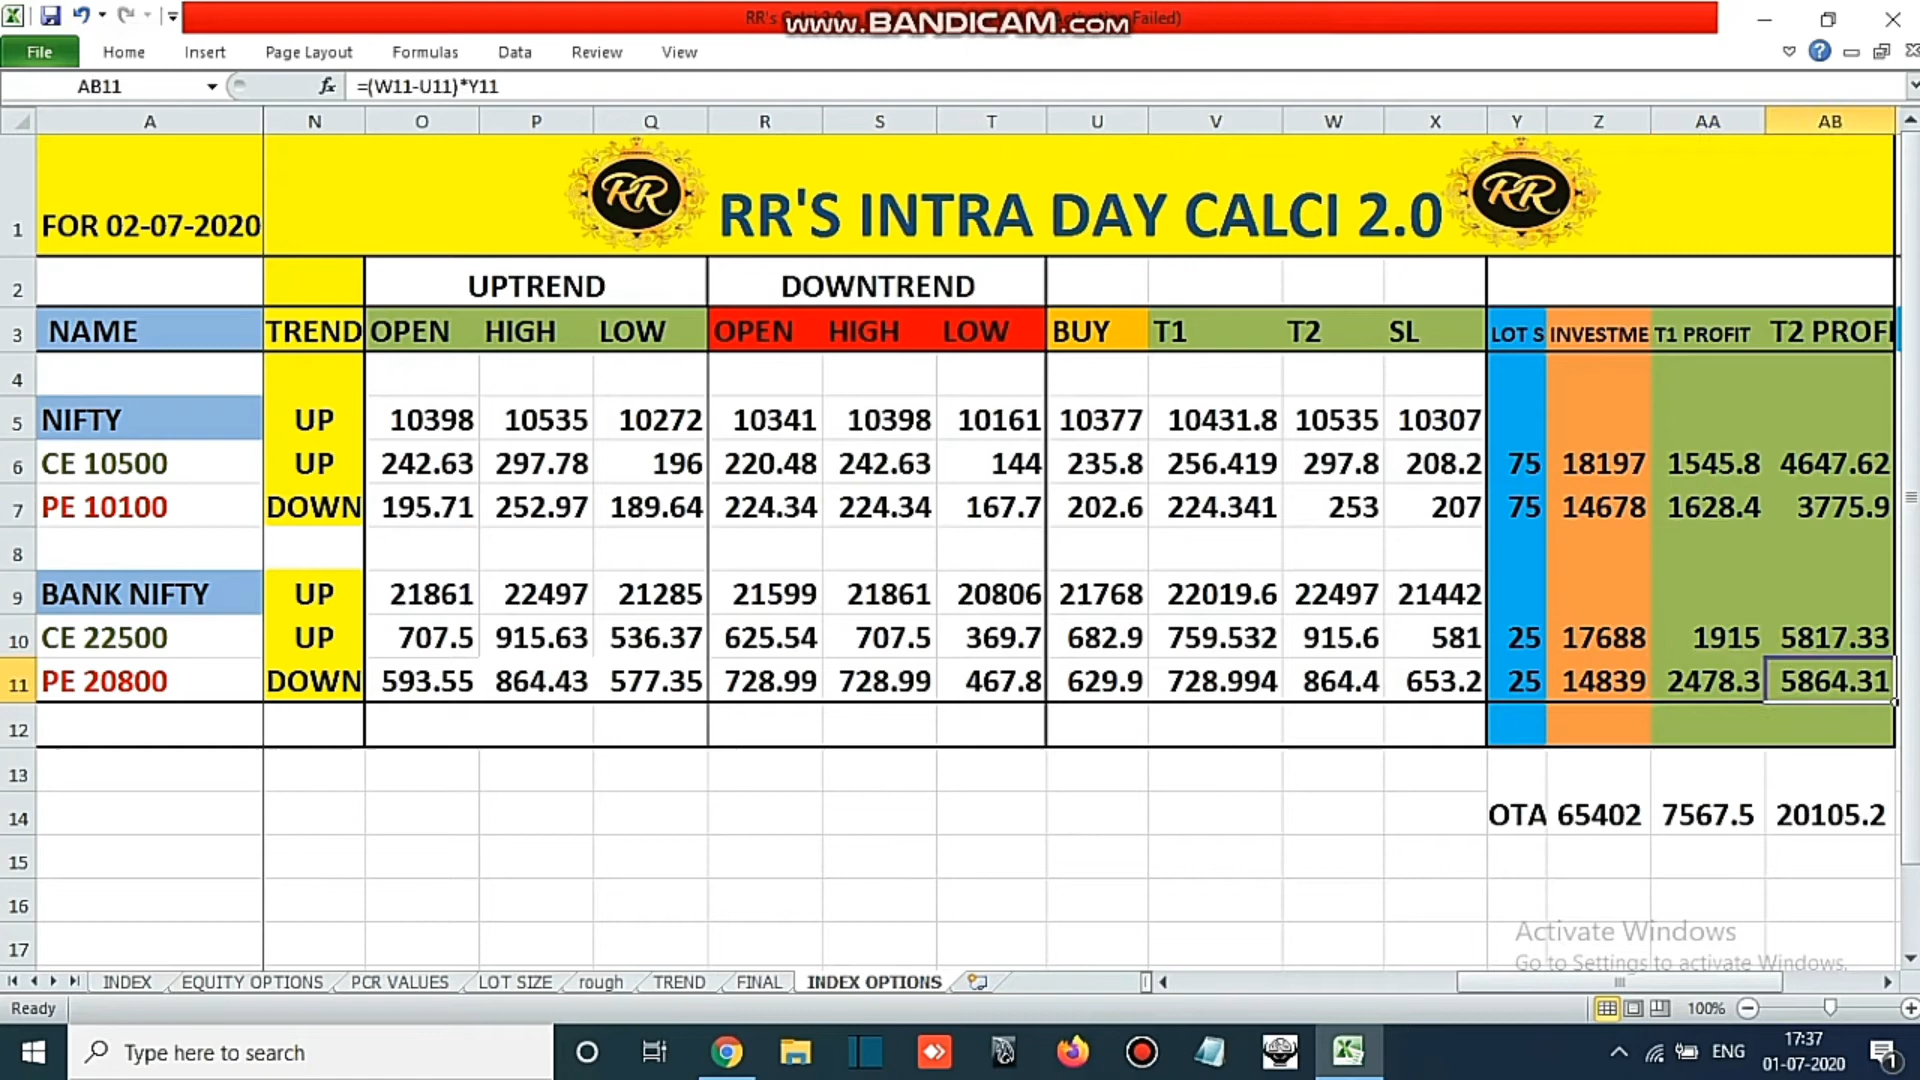 RR's
Failed)
www.BANDICAM.com
File Home Insert Page Layout Formulas Data Review View
AB11 fx =(W11-U11)*Y11
A N O P Q R S T U V W X Y Z AA AB
1 FOR 02-07-2020 RR RR'S INTRA DAY CALCI 2.0 RR
2 UPTREND DOWNTREND
3 NAME TREND OPEN HIGH LOW OPEN HIGH LOW BUY T1 T2 SL LOT S INVESTME T1 PROFIT T2 PROFI
4
5 NIFTY UP 10398 10535 10272 10341 10398 10161 10377 10431.8 10535 10307
6 CE 10500 UP 242.63 297.78 196 220.48 242.63 144 235.8 256.419 297.8 208.2 75 18197 1545.8 4647.62
7 PE 10100 DOWN 195.71 252.97 189.64 224.34 224.34 167.7 202.6 224.341 253 207 75 14678 1628.4 3775.9
8
9 BANK NIFTY UP 21861 22497 21285 21599 21861 20806 21768 22019.6 22497 21442
10 CE 22500 UP 707.5 915.63 536.37 625.54 707.5 369.7 682.9 759.532 915.6 581 25 17688 1915 5817.33
11 PE 20800 DOWN 593.55 864.43 577.35 728.99 728.99 467.8 629.9 728.994 864.4 653.2 25 14839 2478.3 5864.31
12
13
14 OTA 65402 7567.5 20105.2
15
16
17
Activate Windows
Go to Settings to activate Windows.
INDEX EQUITY OPTIONS PCR VALUES LOT SIZE rough TREND FINAL INDEX OPTIONS
Ready 100%
Type here to search ENG 17:37
01-07-2020 1